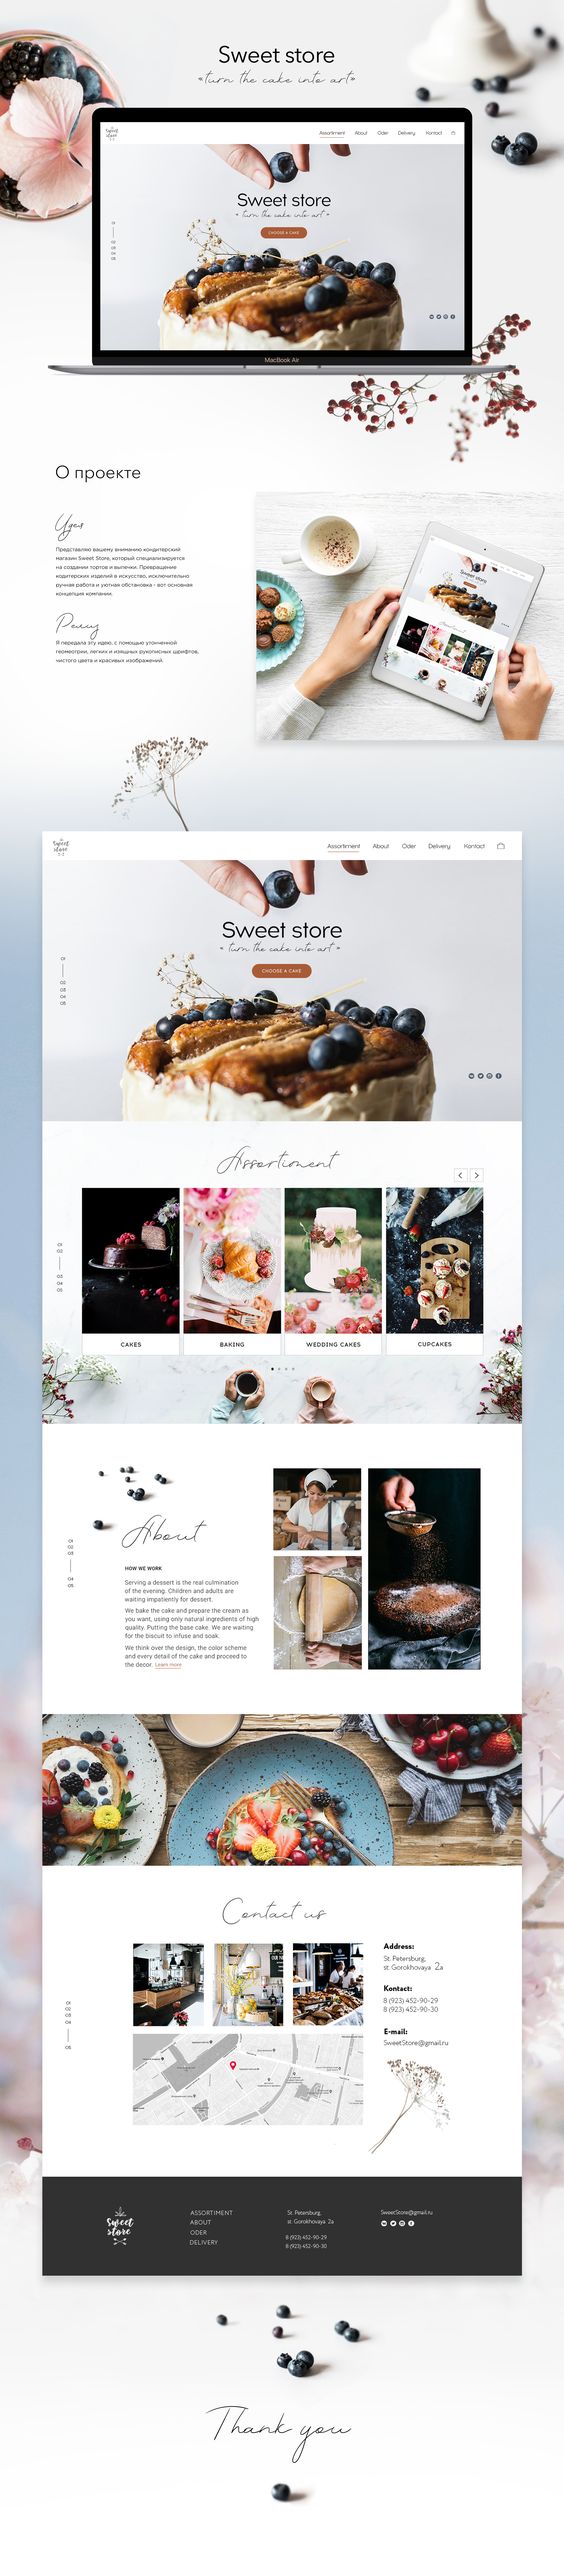 Sweet store
«turn the cake into art»
Sweet store
Assortiment About Oder Delivery Kontact
Sweet store
« turn the cake into art »
CHOOSE A CAKE
01
02
03
04
05
MacBook Air
О проекте
Идея
Представляю вашему вниманию кондитерский
магазин Sweet Store, который специализируется
на создании тортов и выпечки. Превращение
кодитерских изделий в искусство, исключительно
ручная работа и уютная обстановка - вот основная
концепция компании.
Релиз
Я передала эту идею, с помощью утонченной
геометрии, легких и изящных рукописных шрифтов,
чистого цвета и красивых изображений.
Sweet store
Sweet
store
Assortiment About Oder Delivery Kontact
Sweet store
« turn the cake into art »
CHOOSE A CAKE
01
02
03
04
05
Assortiment
01
02
03
04
05
CAKES BAKING WEDDING CAKES CUPCAKES
About
01
02
03
04
05
HOW WE WORK
Serving a dessert is the real culmination
of the evening. Children and adults are
waiting impatiently for dessert.
We bake the cake and prepare the cream as
you want, using only natural ingredients of high
quality. Putting the base cake. We are waiting
for the biscuit to infuse and soak.
We think over the design, the color scheme
and every detail of the cake and proceed to
the decor. Learn more
Contact us
01
02
03
04
05
Address:
St. Petersburg,
st. Gorokhovaya 2a
Kontact:
8 (923) 452-90-29
8 (923) 452-90-30
E-mail:
SweetStore@gmail.ru
Sweet
store
ASSORTIMENT
ABOUT
ODER
DELIVERY
St. Petersburg,
st. Gorokhovaya 2a
8 (923) 452-90-29
8 (923) 452-90-30
SweetStore@gmail.ru
Thank you